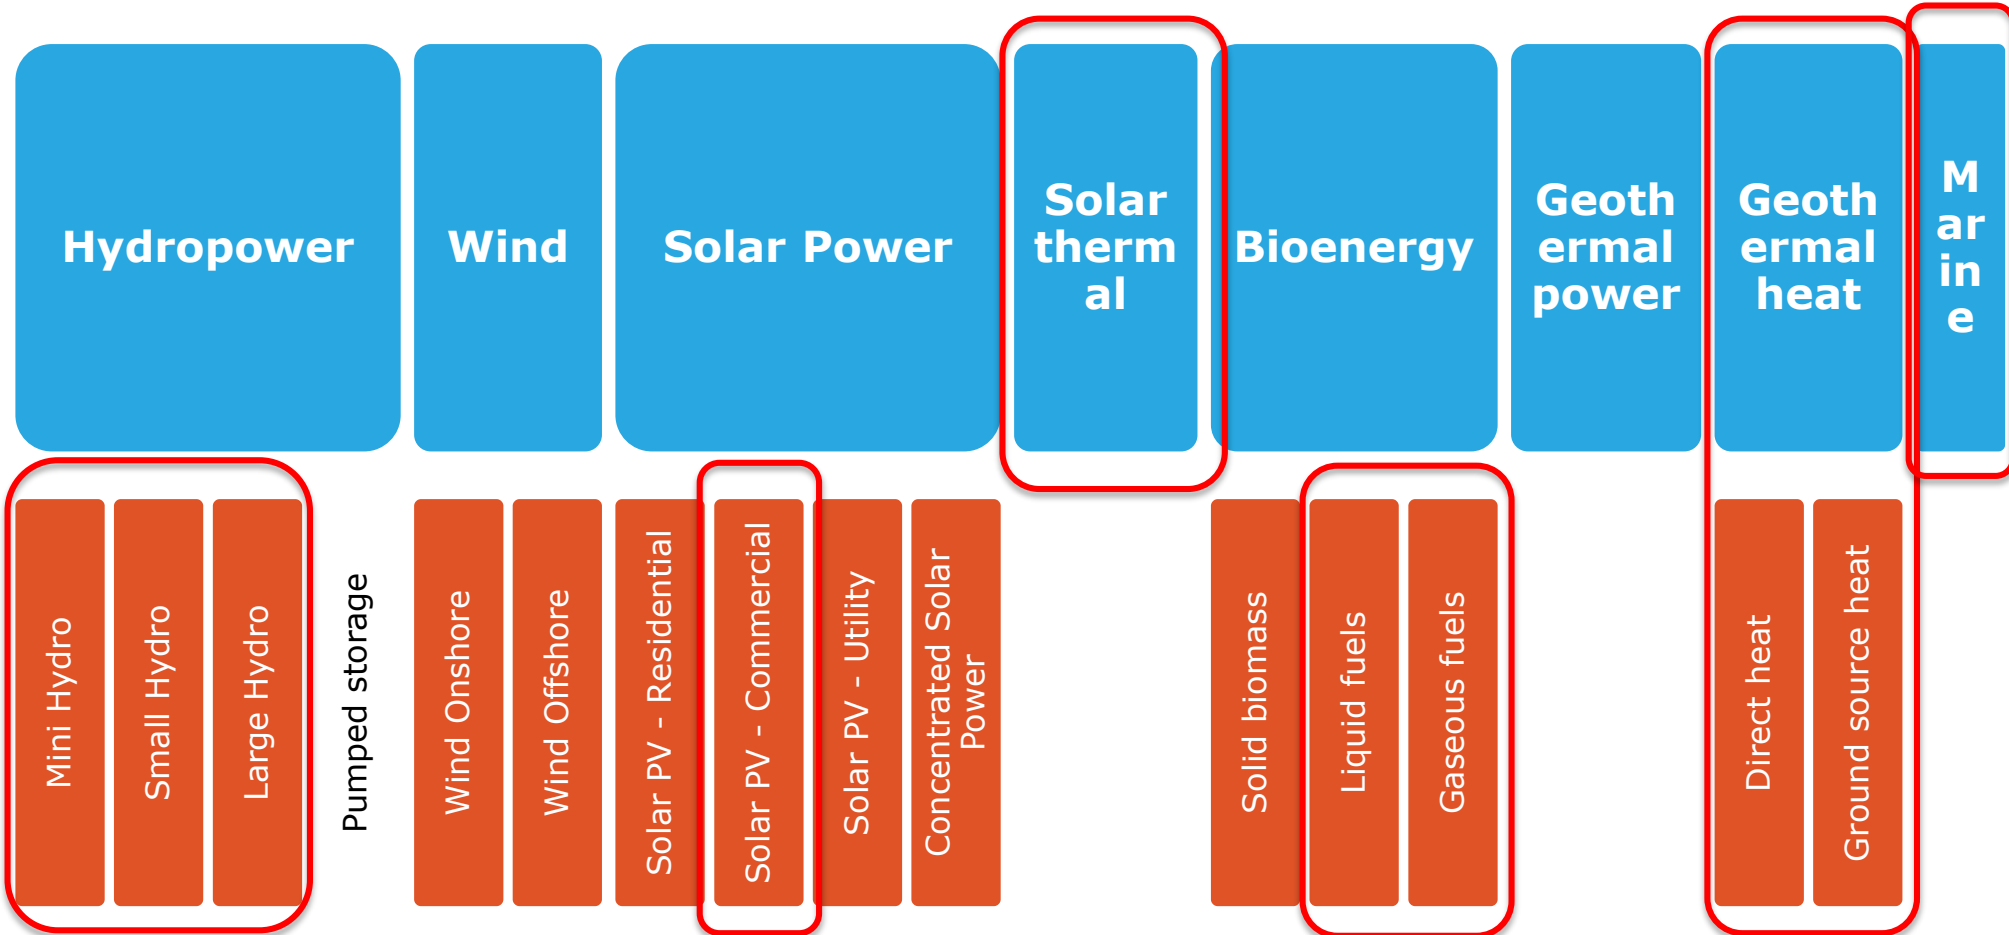 Hydropower
Wind
Solar Power
Solar
therm
al
Bioenergy
Geoth
ermal
power
Geoth
ermal
heat
M
ar
in
e
Mini Hydro
Small Hydro
Large Hydro
Pumped storage
Wind Onshore
Wind Offshore
Solar PV - Residential
Solar PV - Commercial
Solar PV - Utility
Concentrated Solar
Power
Solid biomass
Liquid fuels
Gaseous fuels
Direct heat
Ground source heat